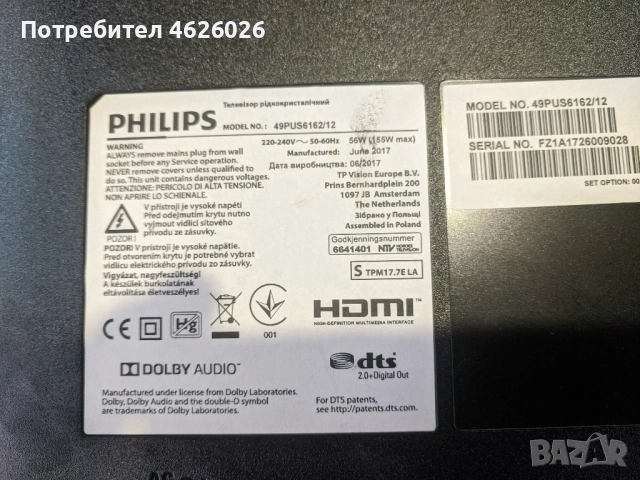 Потребител 4626026
Телевізор рідкокристалічний
PHILIPS MODEL NO.: 49PUS6162/12
WARNING 220-240V～50-60Hz 56W (155W max)
ALWAYS remove mains plug from wall Manufactured: June 2017
socket before any Service operation. Дата виробництва: 06/2017
NEVER remove covers unless qualified to
do so. This unit contains dangerous voltages. TP Vision Europe B.V.
ATTENZIONE: PERICOLO DI ALTA TENSIONE. Prins Bernhardplein 200
NON APRIRE LO SCHIENALE. 1097 JB Amsterdam
The Netherlands
V přístroji je vysoké napětí
Před odejmutím krytu nutno
vyjmout vidlici síťového
přívodu ze zásuvky.
POZOR!
Зібрано у Польщі
Assembled in Poland
POZOR! V prístroji je vysoké napätie.
Pred otvorením krytu je potrebné vybrat
vidlicu elektrického prívodu zo zásuvky.
Godkjenningsnummer
6641401 NTV
Vigyázat, nagyfeszültség!
A készülek burkolatának
eltávolítása életveszélyes!
S TPM17.7E LA
CE Hg 001
HDMI™
HIGH-DEFINITION MULTIMEDIA INTERFACE
DOLBY AUDIO™
dts
2.0+Digital Out
Manufactured under license from Dolby Laboratories.
Dolby, Dolby Audio and the double-D symbol
are trademarks of Dolby Laboratories.
For DTS patents,
see http://patents.dts.com.
MODEL NO. 49PUS6162/12
SERIAL NO. FZ1A1726009028
SET OPTION: 00
BAZAR